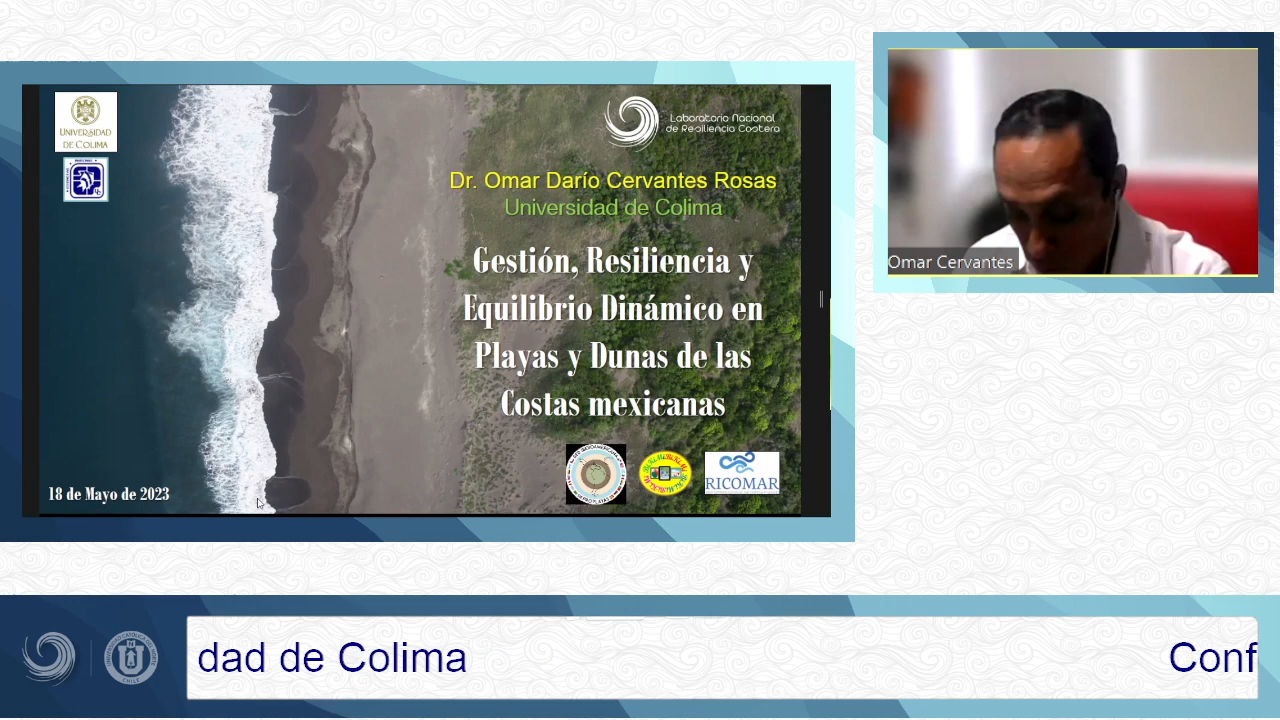 UNIVERSIDAD
DE COLIMA
Laboratorio Nacional
de Resiliencia Costera
Dr. Omar Darío Cervantes Rosas
Universidad de Colima
Gestión, Resiliencia y
Equilibrio Dinámico en
Playas y Dunas de las
Costas mexicanas
RICOMAR
18 de Mayo de 2023
Omar Cervantes
dad de Colima
Conf